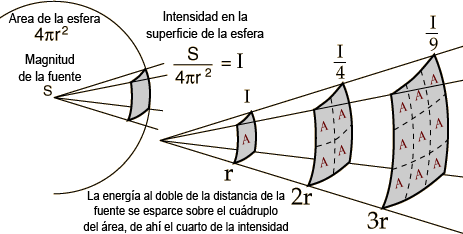 Area de la esfera
4πr²
Magnitud
de la fuente
S
Intensidad en la
superficie de la esfera
S
4πr² = I
I
I
4
I
9
A
A A
A A
A A A
A A A
A A A
r
2r
3r
La energía al doble de la distancia de la
fuente se esparce sobre el cuádruplo
del área, de ahí el cuarto de la intensidad